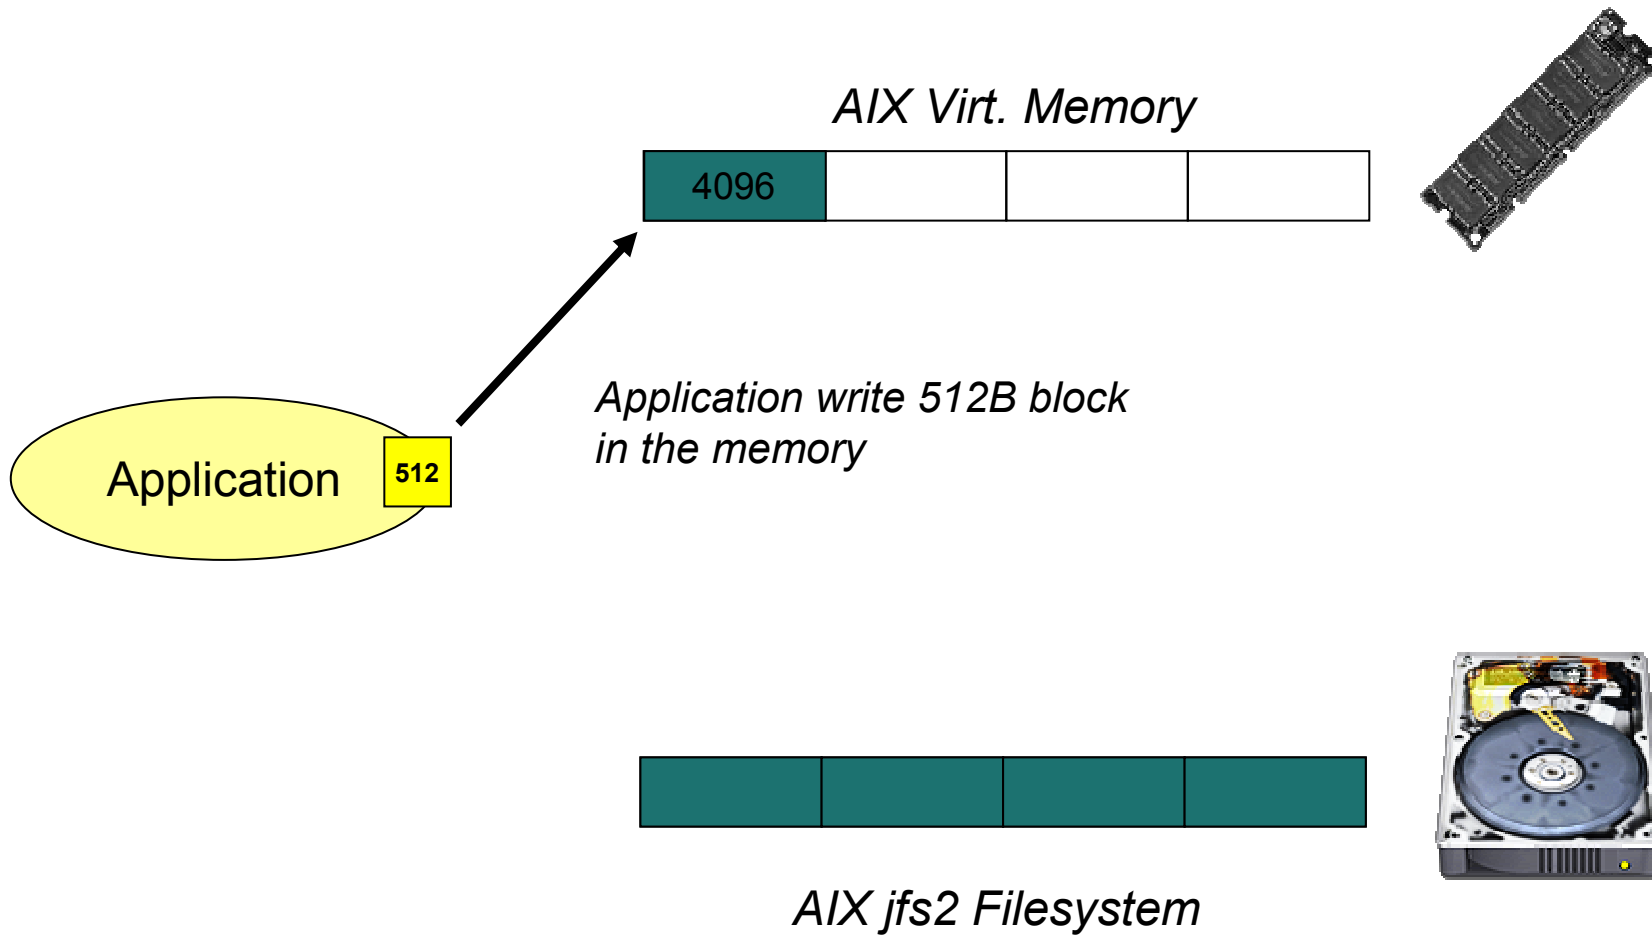 AIX Virt. Memory
4096
Application write 512B block
in the memory
Application
512
AIX jfs2 Filesystem